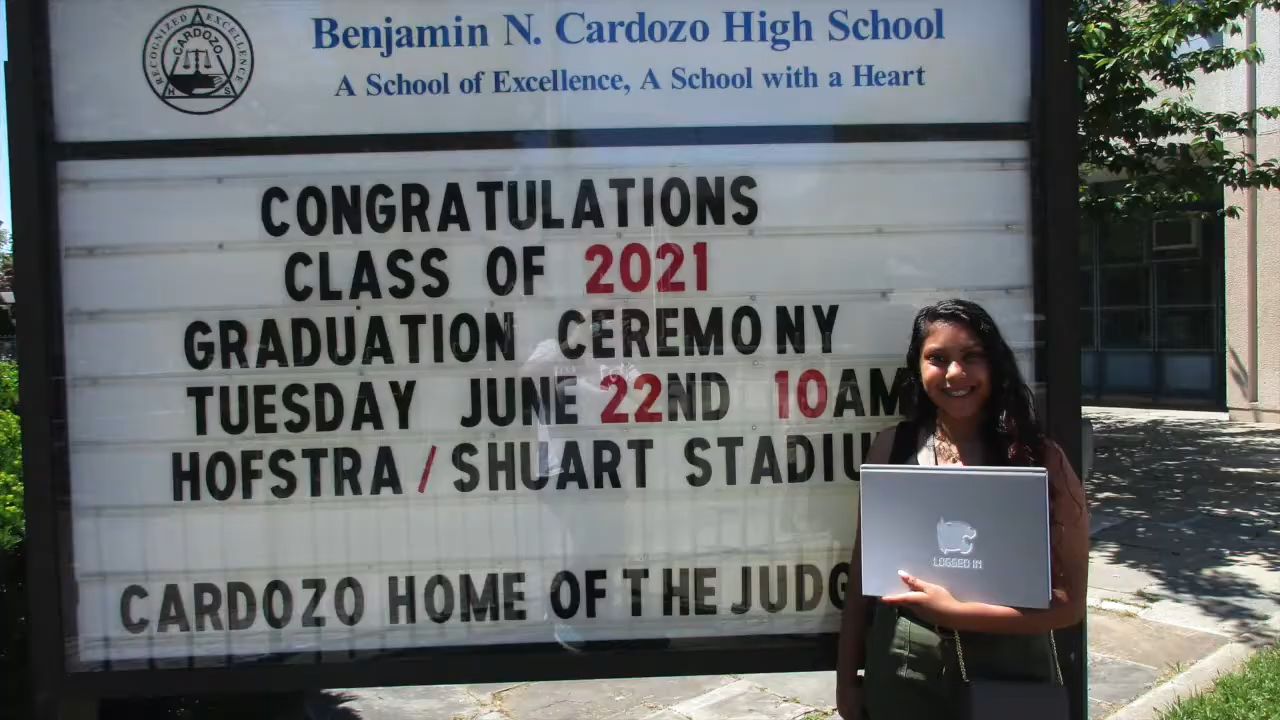 RECOGNIZED EXCELLENCE
CARDOZO
H S
Benjamin N. Cardozo High School
A School of Excellence, A School with a Heart
CONGRATULATIONS
CLASS OF 2021
GRADUATION CEREMONY
TUESDAY JUNE 22ND 10AM
HOFSTRA/SHUART STADIU
CARDOZO HOME OF THE JUDG
LOGGED IN